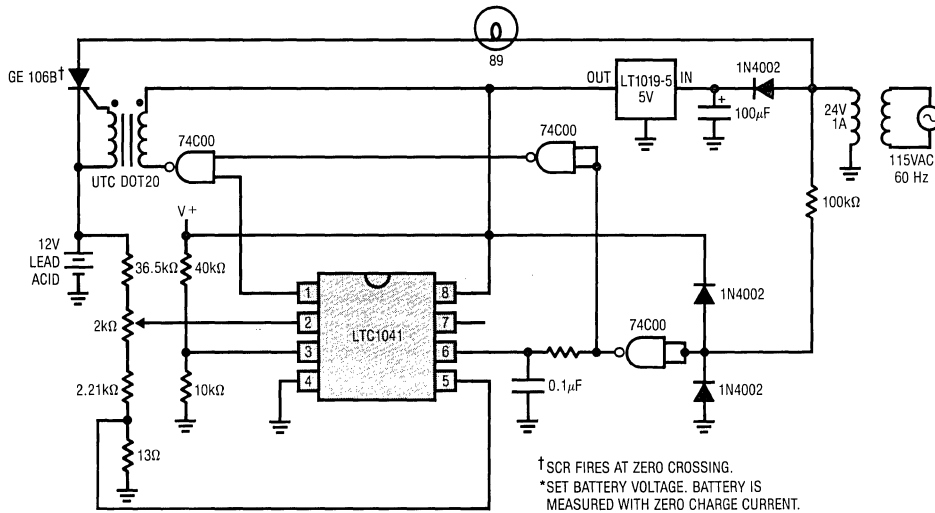 89
GE 106B†
OUT
LT1019-5
5V
IN
1N4002
+
100μF
24V
1A
115VAC
60 Hz
74C00
74C00
UTC DOT20
100kΩ
V+
12V
LEAD
ACID
36.5kΩ
40kΩ
2kΩ
2.21kΩ
10kΩ
13Ω
1
2
3
4
LTC1041
8
7
6
5
0.1μF
74C00
1N4002
1N4002
†SCR FIRES AT ZERO CROSSING.
*SET BATTERY VOLTAGE. BATTERY IS
MEASURED WITH ZERO CHARGE CURRENT.